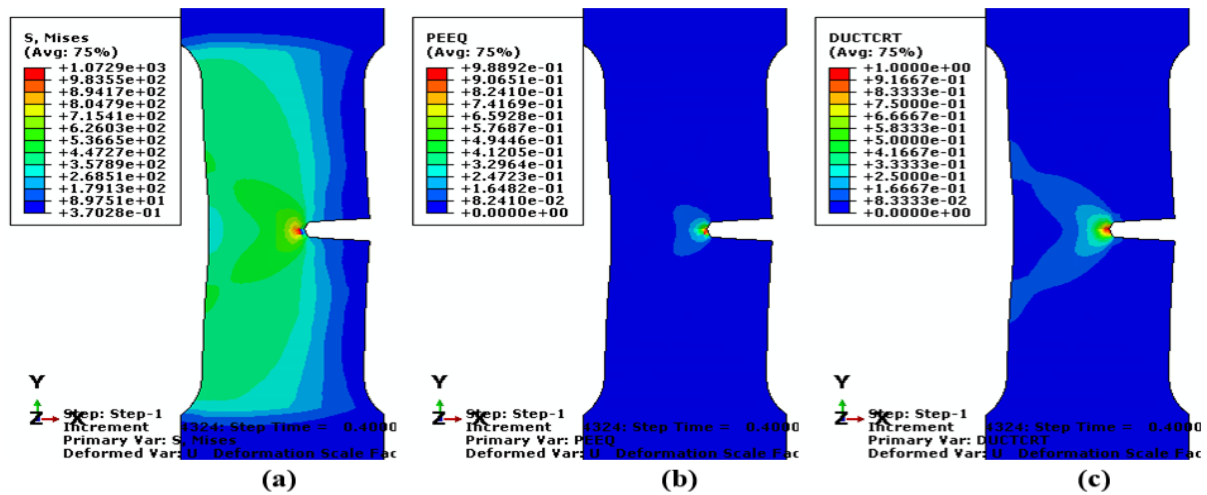 S, Mises
(Avg: 75%)
+1.0729e+03
+9.8355e+02
+8.9417e+02
+8.0479e+02
+7.1541e+02
+6.2603e+02
+5.3665e+02
+4.4727e+02
+3.5789e+02
+2.6851e+02
+1.7913e+02
+8.9751e+01
+3.7028e-01
Y
Z X
Step: Step-1
Increment 4324: Step Time = 0.4000
Primary Var: S, Mises
Deformed Var: U Deformation Scale Fac
(a)
PEEQ
(Avg: 75%)
+9.8892e-01
+9.0651e-01
+8.2410e-01
+7.4169e-01
+6.5928e-01
+5.7687e-01
+4.9446e-01
+4.1205e-01
+3.2964e-01
+2.4723e-01
+1.6482e-01
+8.2410e-02
+0.0000e+00
Y
Z X
Step: Step-1
Increment 4324: Step Time = 0.4000
Primary Var: PEEQ
Deformed Var: U Deformation Scale Fac
(b)
DUCTCRT
(Avg: 75%)
+1.0000e+00
+9.1667e-01
+8.3333e-01
+7.5000e-01
+6.6667e-01
+5.8333e-01
+5.0000e-01
+4.1667e-01
+3.3333e-01
+2.5000e-01
+1.6667e-01
+8.3333e-02
+0.0000e+00
Y
Z X
Step: Step-1
Increment 4324: Step Time = 0.4000
Primary Var: DUCTCRT
Deformed Var: U Deformation Scale Fac
(c)